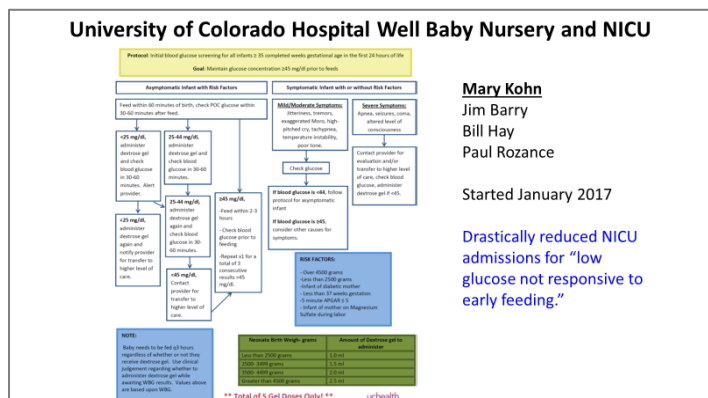 University of Colorado Hospital Well Baby Nursery and NICU
Protocol: Initial blood glucose screening for all infants ≥ 35 completed weeks gestational age in the first 24 hours of life
Goal: Maintain glucose concentration ≥45 mg/dl prior to feeds
Asymptomatic Infant with Risk Factors
Feed within 60 minutes of birth, check POC glucose within
30-60 minutes after feed.
<25 mg/dl,
administer
dextrose gel
and check
blood glucose
in 30-60
minutes. Alert
provider.
25-44 mg/dl,
administer
dextrose gel and
check blood
glucose in 30-60
minutes.
<25 mg/dl,
administer
dextrose gel
again and
notify provider
for transfer to
higher level of
care.
25-44 mg/dl,
administer
dextrose gel
again and check
blood glucose in
30-60
minutes.
<45 mg/dl,
Contact
provider for
transfer to
higher level of
care.
≥45 mg/dl,
-Feed within 2-3
hours
- Check blood
glucose prior to
feeding
-Repeat x1 for a
total of 3
consecutive
results >45
mg/dl.
Symptomatic Infant with or without Risk Factors
Mild/Moderate Symptoms:
Jitteriness, tremors,
exaggerated Moro, high-
pitched cry, tachypnea,
temperature instability,
poor tone.
Check glucose
If blood glucose is <44, follow
protocol for asymptomatic
infant
If blood glucose is ≥45,
consider other causes for
symptoms.
Severe Symptoms:
Apnea, seizures, coma,
altered level of
consciousness
Contact provider for
evaluation and/or
transfer to higher level
of care, check blood
glucose, administer
dextrose gel if <45.
RISK FACTORS:
- Over 4500 grams
-Less than 2500 grams
-Infant of diabetic mother
- Less than 37 weeks gestation
-5 minute APGAR ≤ 5
- Infant of mother on Magnesium
Sulfate during labor
NOTE:
Baby needs to be fed q3 hours
regardless of whether or not they
receive dextrose gel. Use clinical
judgement regarding whether to
administer dextrose gel while
awaiting WBG results. Values above
are based upon WBG.
Neonate Birth Weigh- grams Amount of Dextrose gel to
administer
Less than 2500 grams 1.0 ml
2500- 3499 grams 1.5 ml
3500- 4499 grams 2.0 ml
Greater than 4500 grams 2.5 ml
** Total of 5 Gel Doses Only! **
uchealth
Mary Kohn
Jim Barry
Bill Hay
Paul Rozance
Started January 2017
Drastically reduced NICU
admissions for “low
glucose not responsive to
early feeding.”